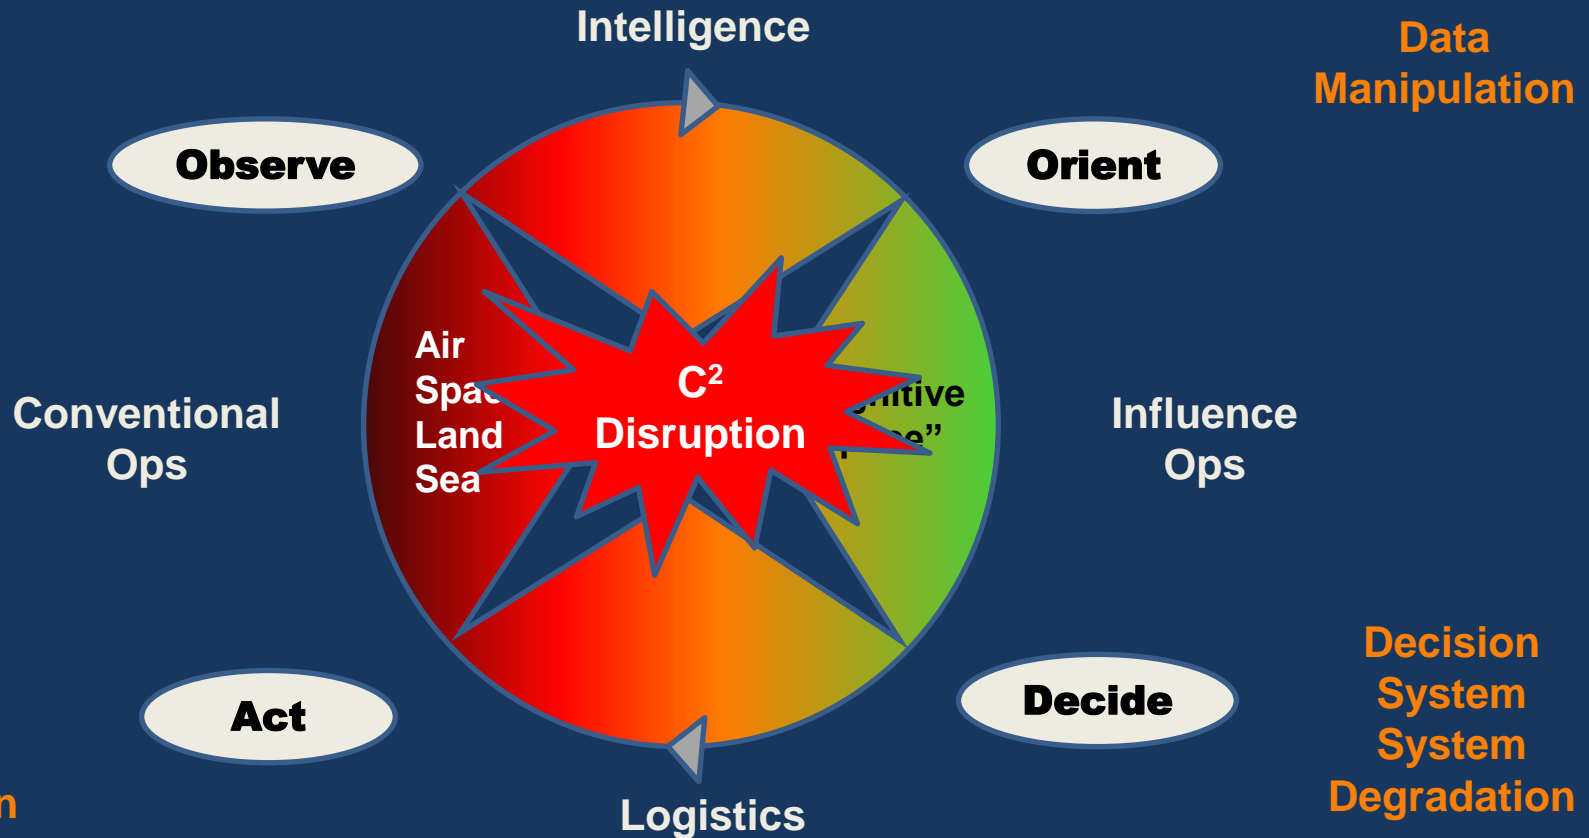 Intelligence
Data
Manipulation
Observe
Orient
Air
Land
Sea
C²
Disruption
Conventional
Ops
Influence
Ops
Act
Decide
Decision
System
System
Degradation
Logistics